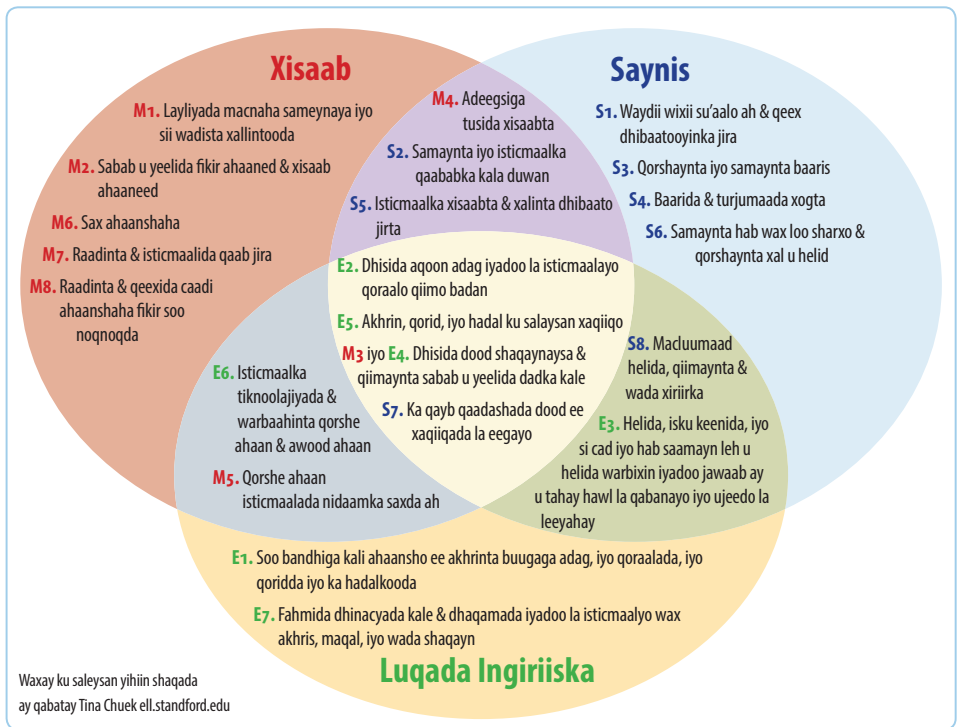 Xisaab
M1. Layliyada macnaha sameynaya iyo
sii wadista xallintooda
M2. Sabab u yeelida fikir ahaaned & xisaab
ahaaneed
M6. Sax ahaanshaha
M7. Raadinta & isticmaalida qaab jira
M8. Raadinta & qeexida caadi
ahaanshaha fikir soo
noqnoqda
M4. Adeegsiga
tusida xisaabta
S2. Samaynta iyo isticmaalka
qaababka kala duwan
S5. Isticmaalka xisaabta & xalinta dhibaato
jirta
Saynis
S1. Waydii wixii su’aalo ah & qeex
dhibaatooyinka jira
S3. Qorshaynta iyo samaynta baaris
S4. Baarida & turjumaada xogta
S6. Samaynta hab wax loo sharxo &
qorshaynta xal u helid
E2. Dhisida aqoon adag iyadoo la isticmaalayo
qoraalo qiimo badan
E5. Akhrin, qorid, iyo hadal ku salaysan xaqiiqo
M3 iyo E4. Dhisida dood shaqaynaysa &
qiimaynta sabab u yeelida dadka kale
S7. Ka qayb qaadashada dood ee
xaqiiqada la eegayo
E6. Isticmaalka
tiknoolajiyada &
warbaahinta qorshe
ahaan & awood ahaan
M5. Qorshe ahaan
isticmaalada nidaamka saxda ah
S8. Macluumaad
helida, qiimaynta &
wada xiriirka
E3. Helida, isku keenida, iyo
si cad iyo hab saamayn leh u
helida warbixin iyadoo jawaab ay
u tahay hawl la qabanayo iyo ujeedo la
leeyahay
E1. Soo bandhiga kali ahaansho ee akhrinta buugaga adag, iyo qoraalada, iyo
qoridda iyo ka hadalkooda
E7. Fahmida dhinacyada kale & dhaqamada iyadoo la isticmaalyo wax
akhris, maqal, iyo wada shaqayn
Luqada Ingiriiska
Waxay ku saleysan yihiin shaqada
ay qabatay Tina Chuek ell.standford.edu